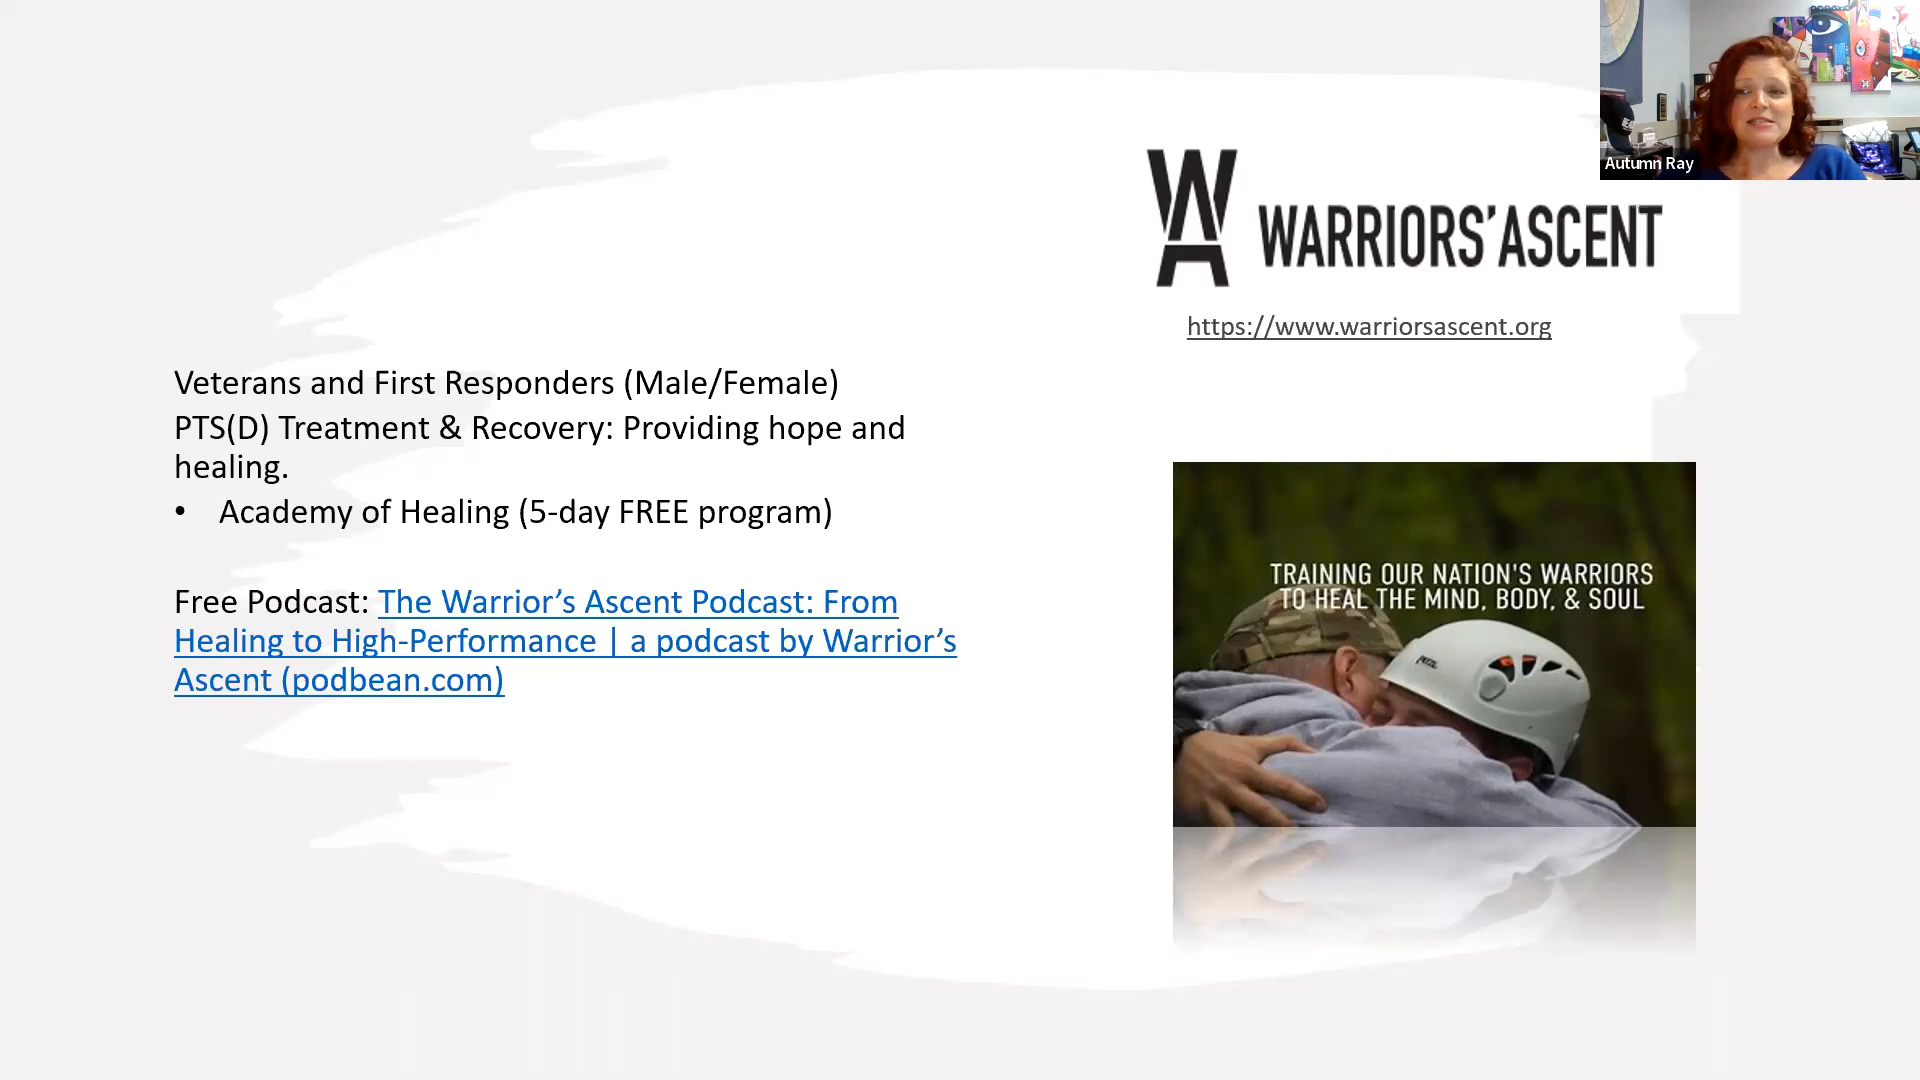 Autumn Ray
WA
WARRIORS'ASCENT
https://www.warriorsascent.org
Veterans and First Responders (Male/Female)
PTS(D) Treatment & Recovery: Providing hope and
healing.
• Academy of Healing (5-day FREE program)
Free Podcast: The Warrior’s Ascent Podcast: From
Healing to High-Performance | a podcast by Warrior’s
Ascent (podbean.com)
TRAINING OUR NATION'S WARRIORS
TO HEAL THE MIND, BODY, & SOUL
PETZL